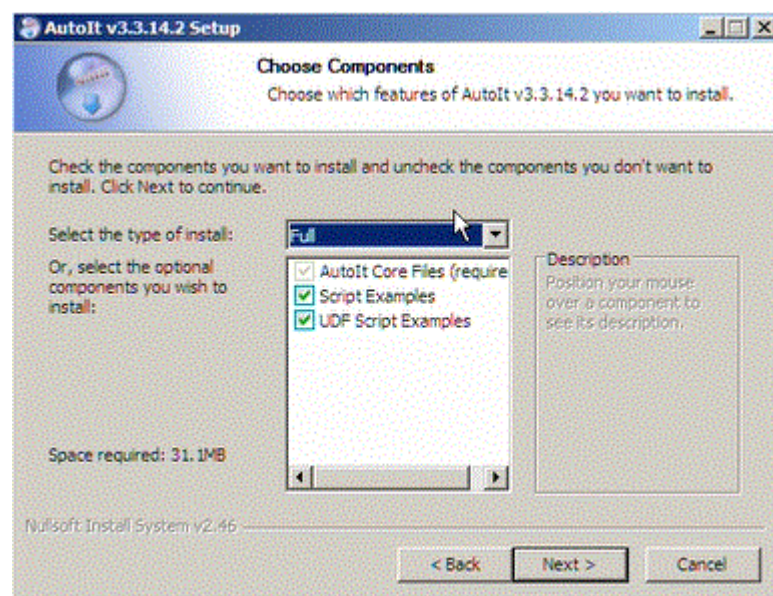 AutoIt v3.3.14.2 Setup
Choose Components
Choose which features of AutoIt v3.3.14.2 you want to install.
Check the components you want to install and uncheck the components you don't want to
install. Click Next to continue.
Select the type of install:
Full
Or, select the optional
components you wish to
install:
AutoIt Core Files (require
Script Examples
UDF Script Examples
Description
Position your mouse
over a component to
see its description.
Space required: 31.1MB
Nullsoft Install System v2.46
< Back
Next >
Cancel